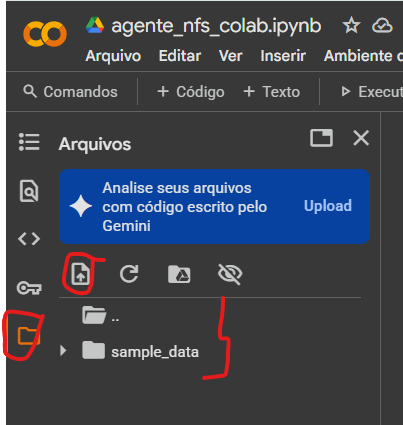 agente_nfs_colab.ipynb
Arquivo Editar Ver Inserir Ambiente d
Comandos + Código + Texto Execut
Arquivos
Analise seus arquivos
com código escrito pelo
Gemini
Upload
..
sample_data